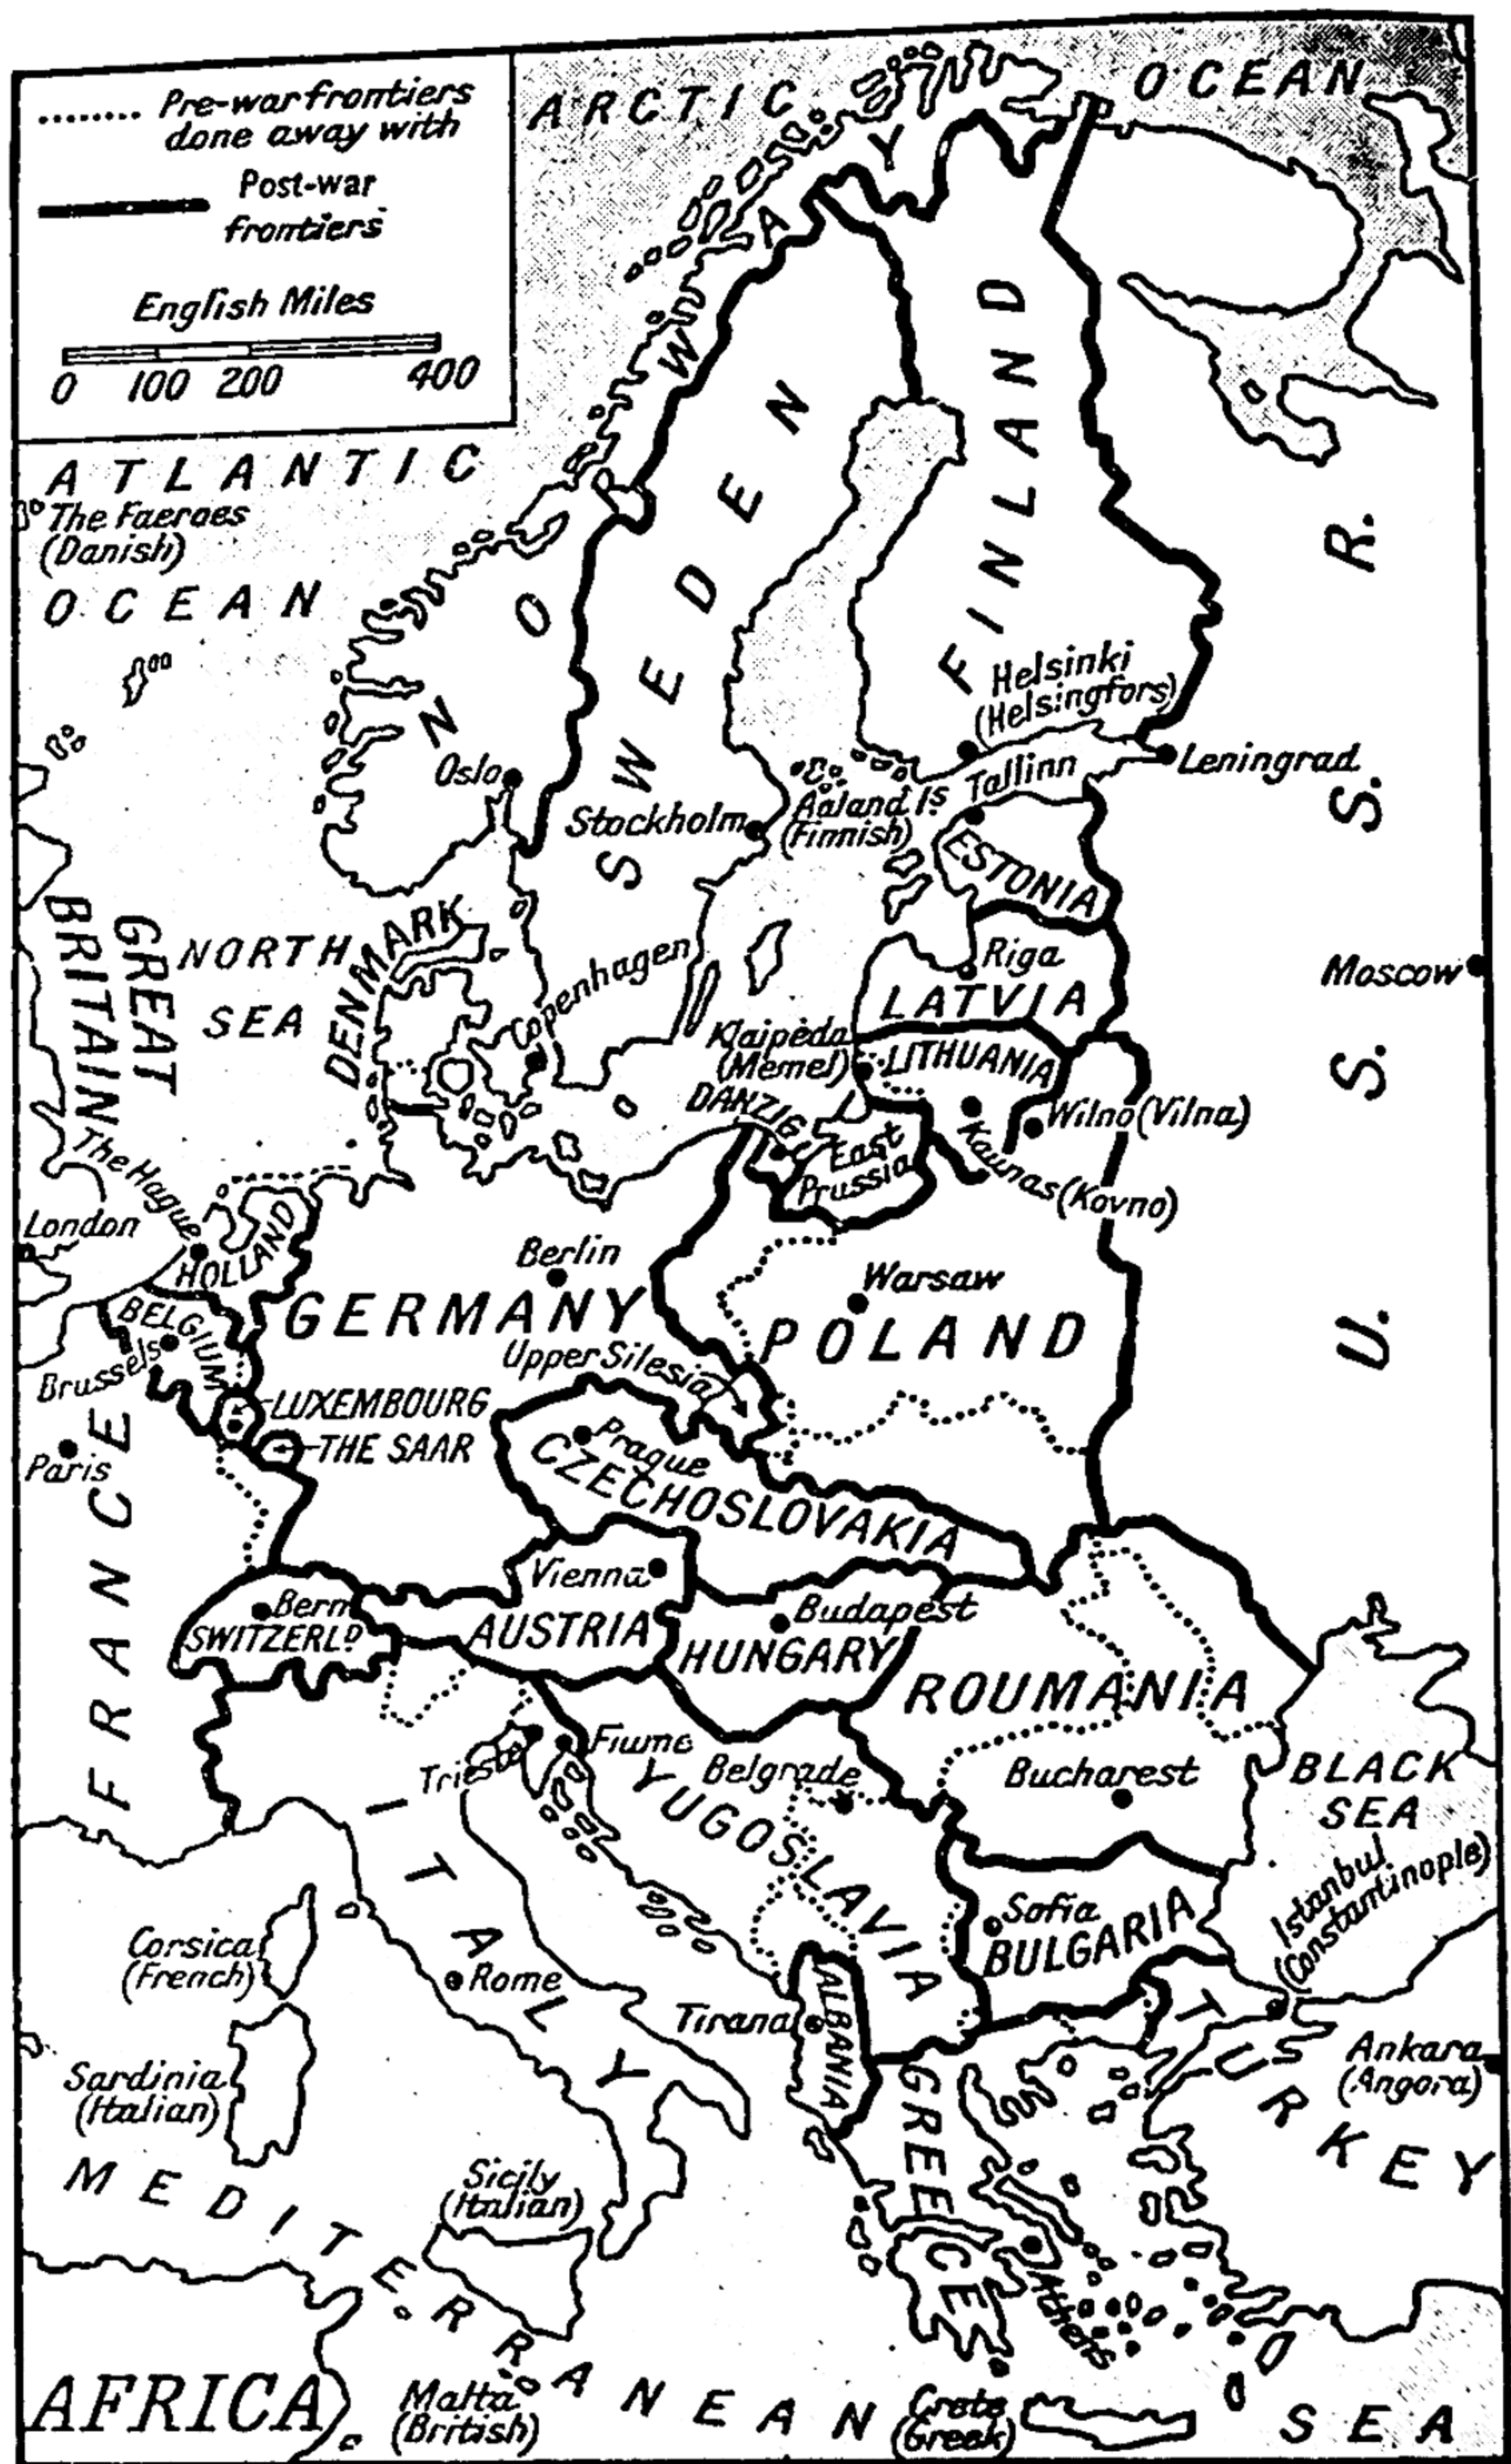 Pre-war frontiers
done away with
Post-war
frontiers
English Miles
0 100 200 400
ARCTIC OCEAN
ATLANTIC
The Faeroes
(Danish)
OCEAN
NORWAY
SWEDEN
FINLAND
U. S. S. R.
Helsinki
(Helsingfors)
Oslo
Stockholm
Aaland Is
(Finnish)
Tallinn
Leningrad
ESTONIA
GREAT
BRITAIN
NORTH
SEA
DENMARK
Copenhagen
Riga
LATVIA
Moscow
Klaipėda
(Memel)
LITHUANIA
DANZIG
East
Prussia
Wilno (Vilna)
Kaunas (Kovno)
The Hague
London
HOLLAND
Berlin
GERMANY
Warsaw
POLAND
BELGIUM
Brussels
Upper Silesia
LUXEMBOURG
THE SAAR
Paris
FRANCE
Prague
CZECHOSLOVAKIA
Vienna
Bern
SWITZERLD
AUSTRIA
Budapest
HUNGARY
ROUMANIA
Trieste
Fiume
Belgrade
YUGOSLAVIA
Bucharest
BLACK
SEA
ITALY
Istanbul
(Constantinople)
Corsica
(French)
Rome
Sofia
BULGARIA
Tirana
ALBANIA
Sardinia
(Italian)
GREECE
TURKEY
Ankara
(Angora)
Sicily
(Italian)
Athens
MEDITERRANEAN SEA
AFRICA
Malta
(British)
Crete
(Greek)